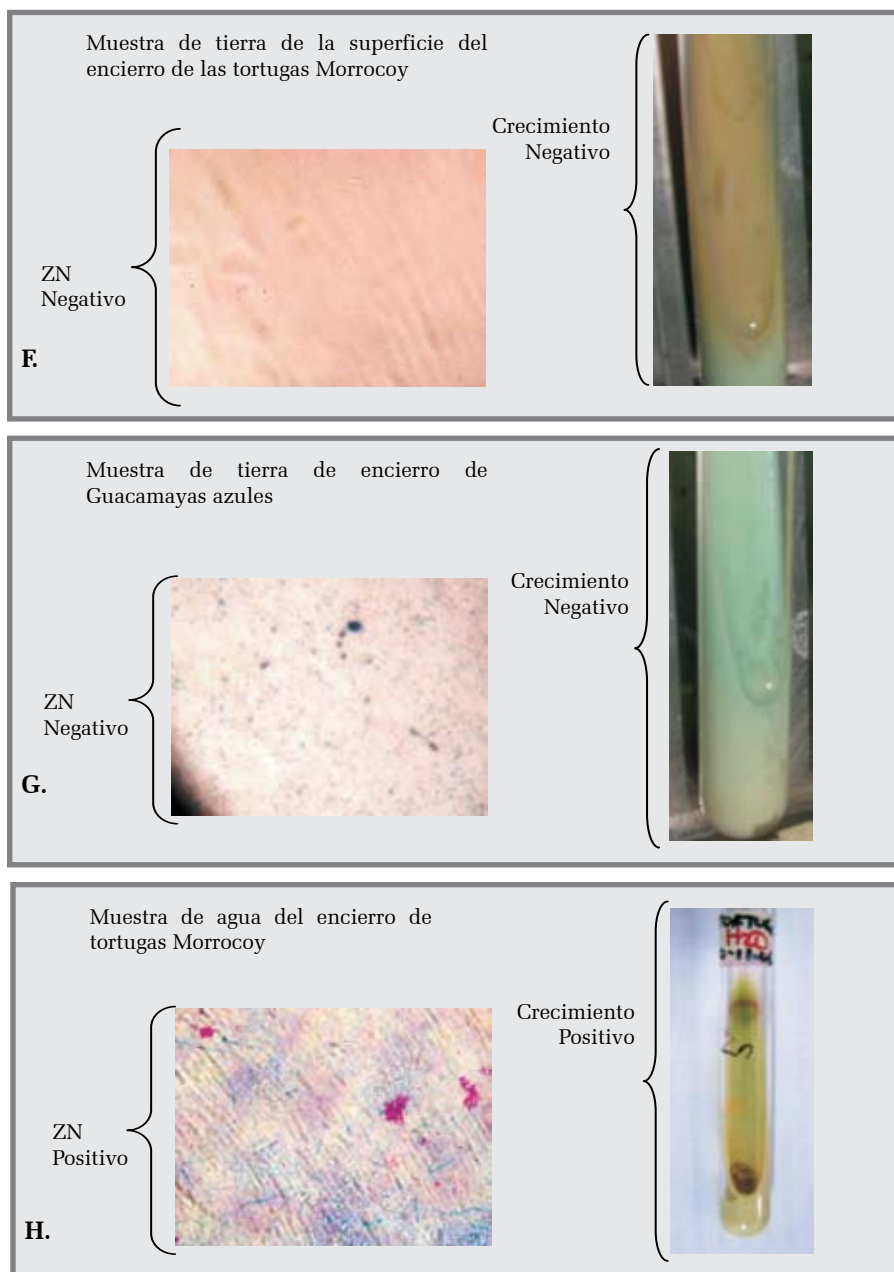 Muestra de tierra de la superficie del
encierro de las tortugas Morrocoy
Crecimiento
Negativo
ZN
Negativo
F.
Muestra de tierra de encierro de
Guacamayas azules
Crecimiento
Negativo
ZN
Negativo
G.
Muestra de agua del encierro de
tortugas Morrocoy
Crecimiento
Positivo
ZN
Positivo
H.